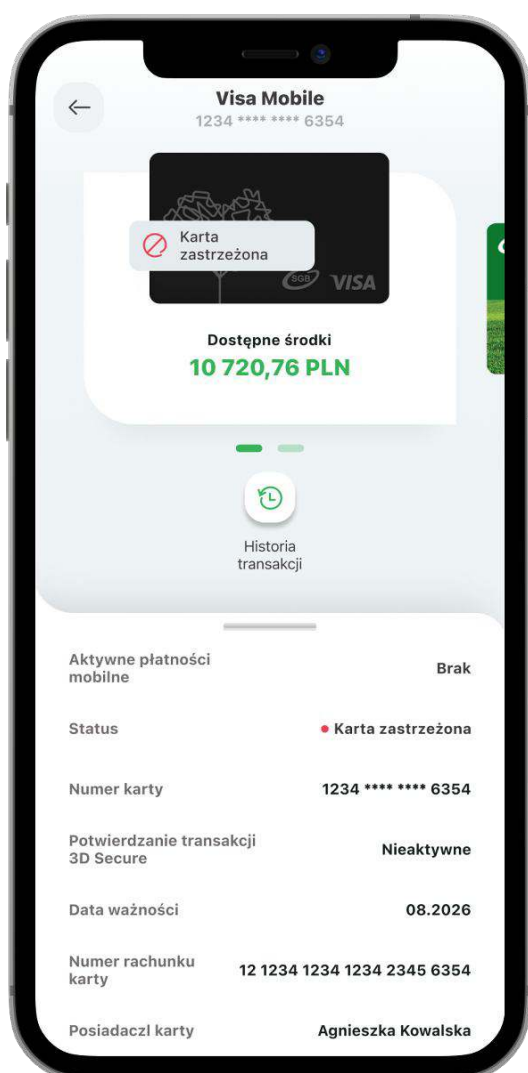 Visa Mobile
1234 **** **** 6354
Karta
zastrzeżona
SGB VISA
Dostępne środki
10 720,76 PLN
Historia
transakcji
Aktywne płatności
mobilne
Brak
Status
Karta zastrzeżona
Numer karty
1234 **** **** 6354
Potwierdzanie transakcji
3D Secure
Nieaktywne
Data ważności
08.2026
Numer rachunku
karty
12 1234 1234 1234 2345 6354
Posiadaczl karty
Agnieszka Kowalska